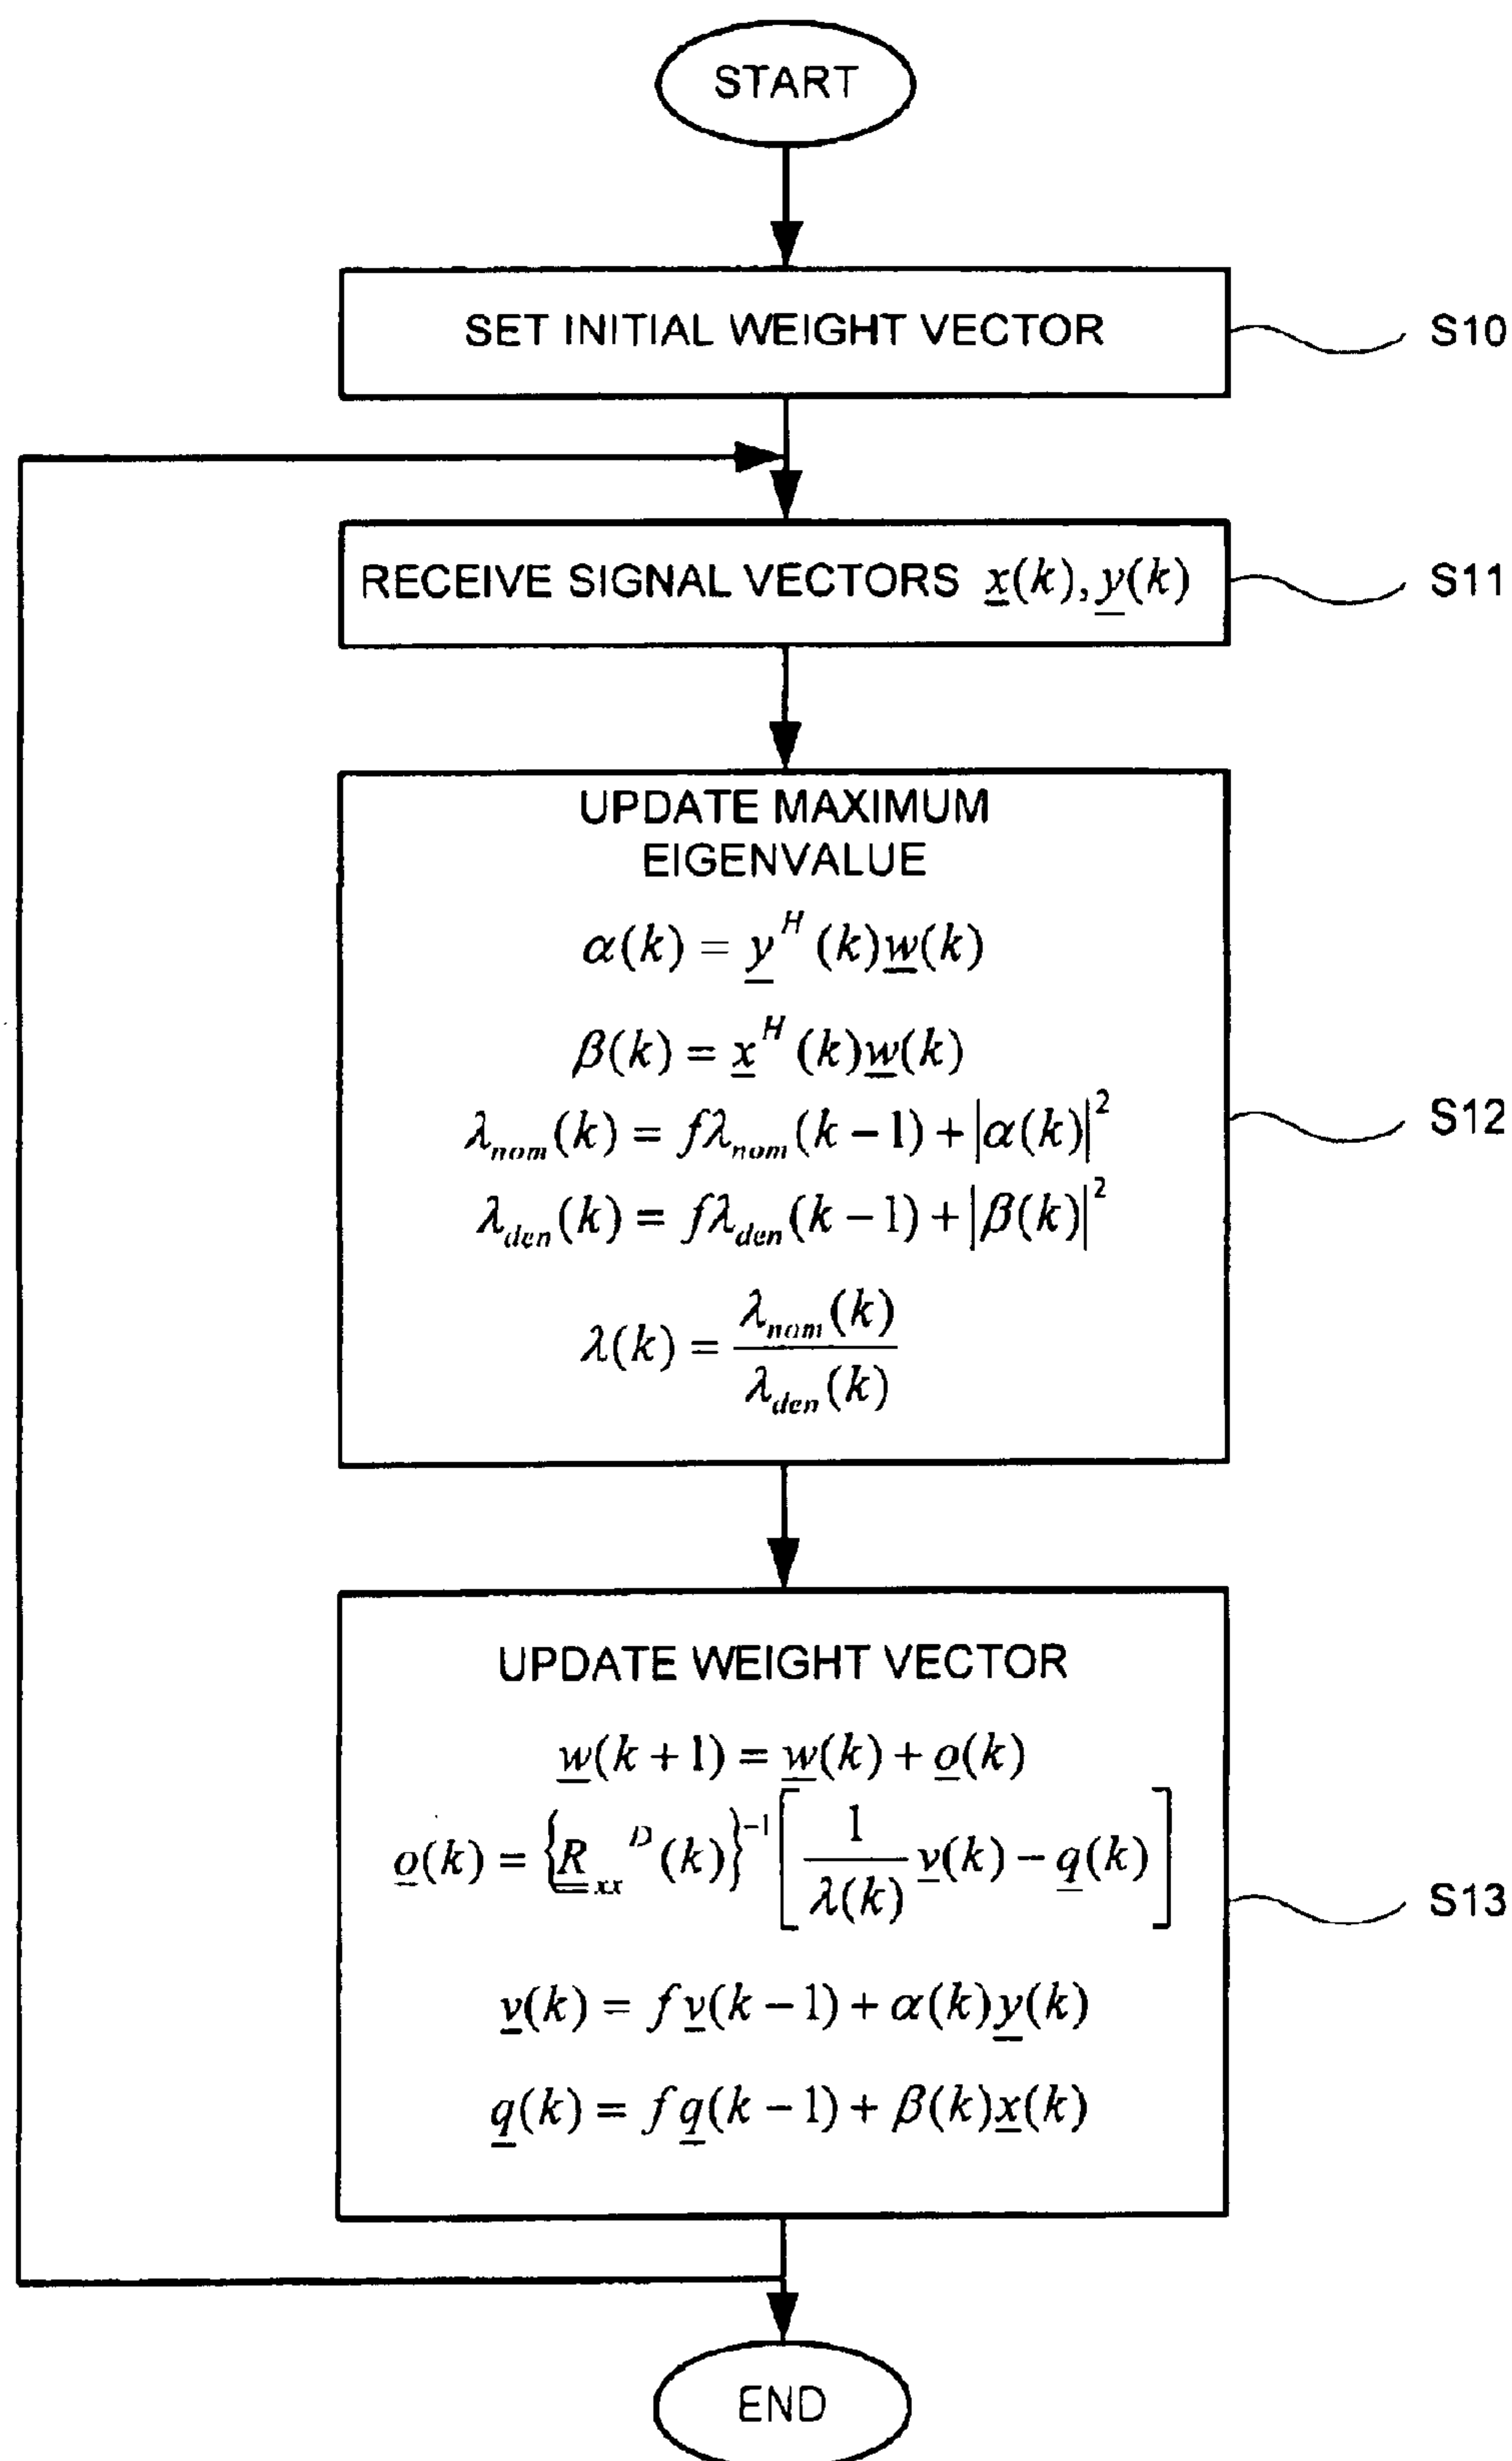 START
SET INITIAL WEIGHT VECTOR
S10
RECEIVE SIGNAL VECTORS x(k), y(k)
S11
UPDATE MAXIMUM
EIGENVALUE
α(k) = y^H (k)w(k)
β(k) = x^H (k)w(k)
λ_nom(k) = fλ_nom(k − 1) + |α(k)|^2
λ_den(k) = fλ_den(k − 1) + |β(k)|^2
λ(k) = λ_nom(k) / λ_den(k)
S12
UPDATE WEIGHT VECTOR
w(k + 1) = w(k) + o(k)
o(k) = {R_xx^D(k)}^-1 [1/λ(k) v(k) − q(k)]
v(k) = f v(k − 1) + α(k)y(k)
q(k) = f q(k − 1) + β(k)x(k)
S13
END